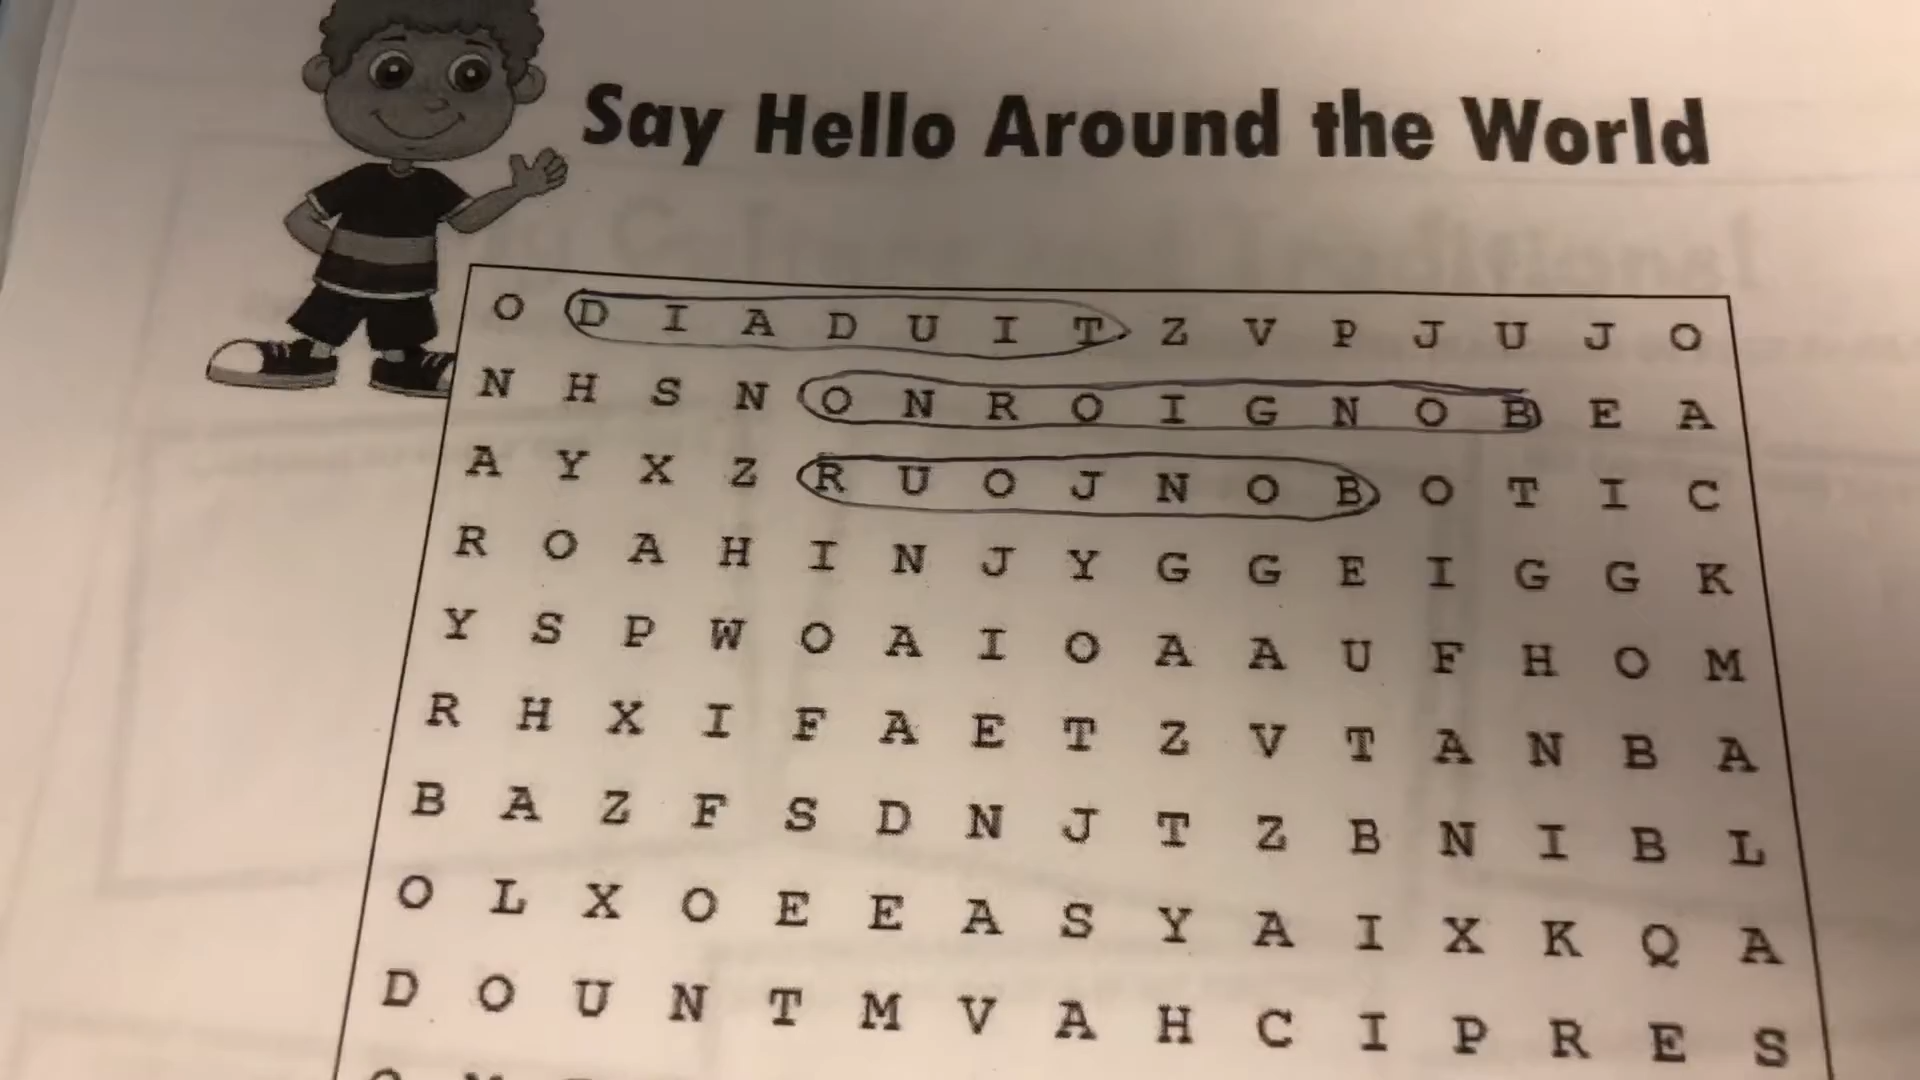 Say Hello Around the World
O D I A D U I T Z V P J U J O
N H S N O N R O I G N O B E A
A Y X Z R U O J N O B O T I C
R O A H I N J Y G G E I G G K
Y S P W O A I O A A U F H O M
R H X I F A E T Z V T A N B A
B A Z F S D N J T Z B N I B L
O L X O E E A S Y A I X K Q A
D O U N T M V A H C I P R E S